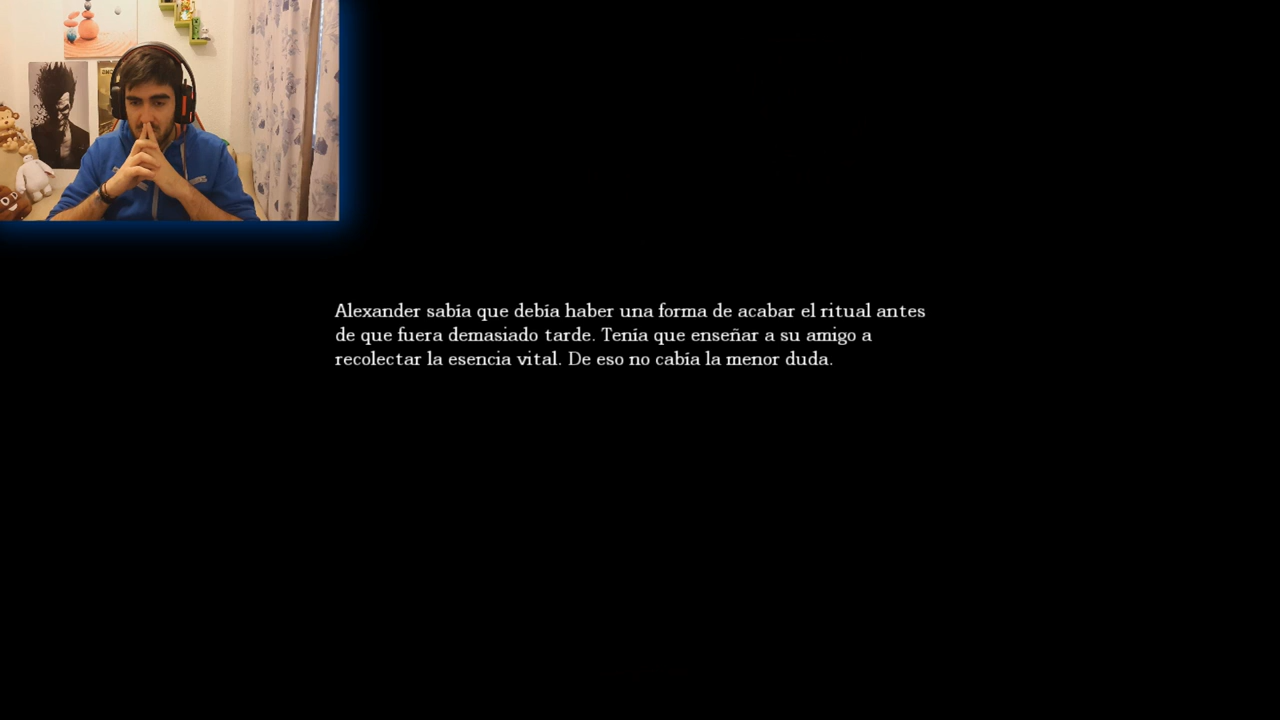 Alexander sabía que debía haber una forma de acabar el ritual antes
de que fuera demasiado tarde. Tenía que enseñar a su amigo a
recolectar la esencia vital. De eso no cabía la menor duda.